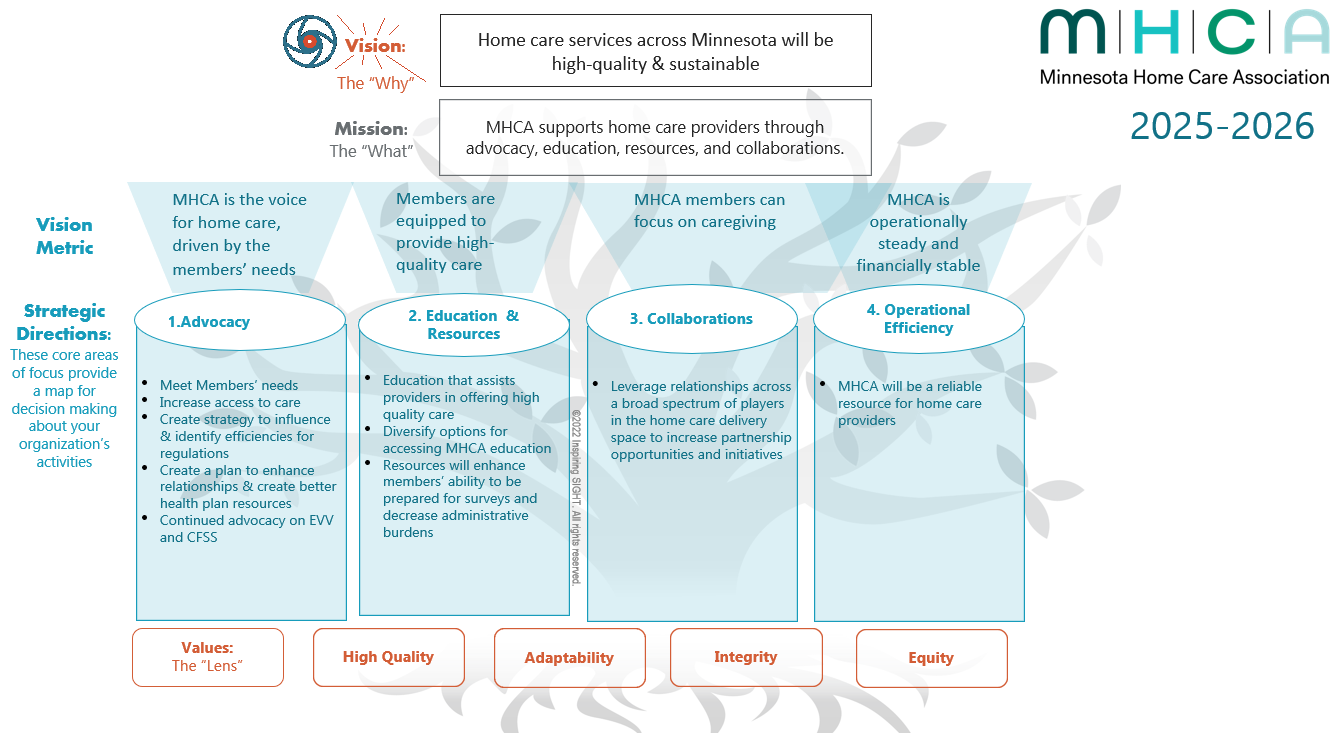 Vision:
The “Why”
Home care services across Minnesota will be
high-quality & sustainable
MHCA
Minnesota Home Care Association
2025-2026
Mission:
The “What”
MHCA supports home care providers through
advocacy, education, resources, and collaborations.
Vision
Metric
MHCA is the voice
for home care,
driven by the
members’ needs
Members are
equipped to
provide high-
quality care
MHCA members can
focus on caregiving
MHCA is
operationally
steady and
financially stable
Strategic
Directions:
These core areas
of focus provide
a map for
decision making
about your
organization’s
activities
1.Advocacy
• Meet Members’ needs
• Increase access to care
• Create strategy to influence
& identify efficiencies for
regulations
• Create a plan to enhance
relationships & create better
health plan resources
• Continued advocacy on EVV
and CFSS
2. Education &
Resources
• Education that assists
providers in offering high
quality care
• Diversify options for
accessing MHCA education
• Resources will enhance
members’ ability to be
prepared for surveys and
decrease administrative
burdens
©2022 Inspiring SIGHT. All rights reserved.
3. Collaborations
• Leverage relationships across
a broad spectrum of players
in the home care delivery
space to increase partnership
opportunities and initiatives
4. Operational
Efficiency
• MHCA will be a reliable
resource for home care
providers
Values:
The “Lens”
High Quality
Adaptability
Integrity
Equity